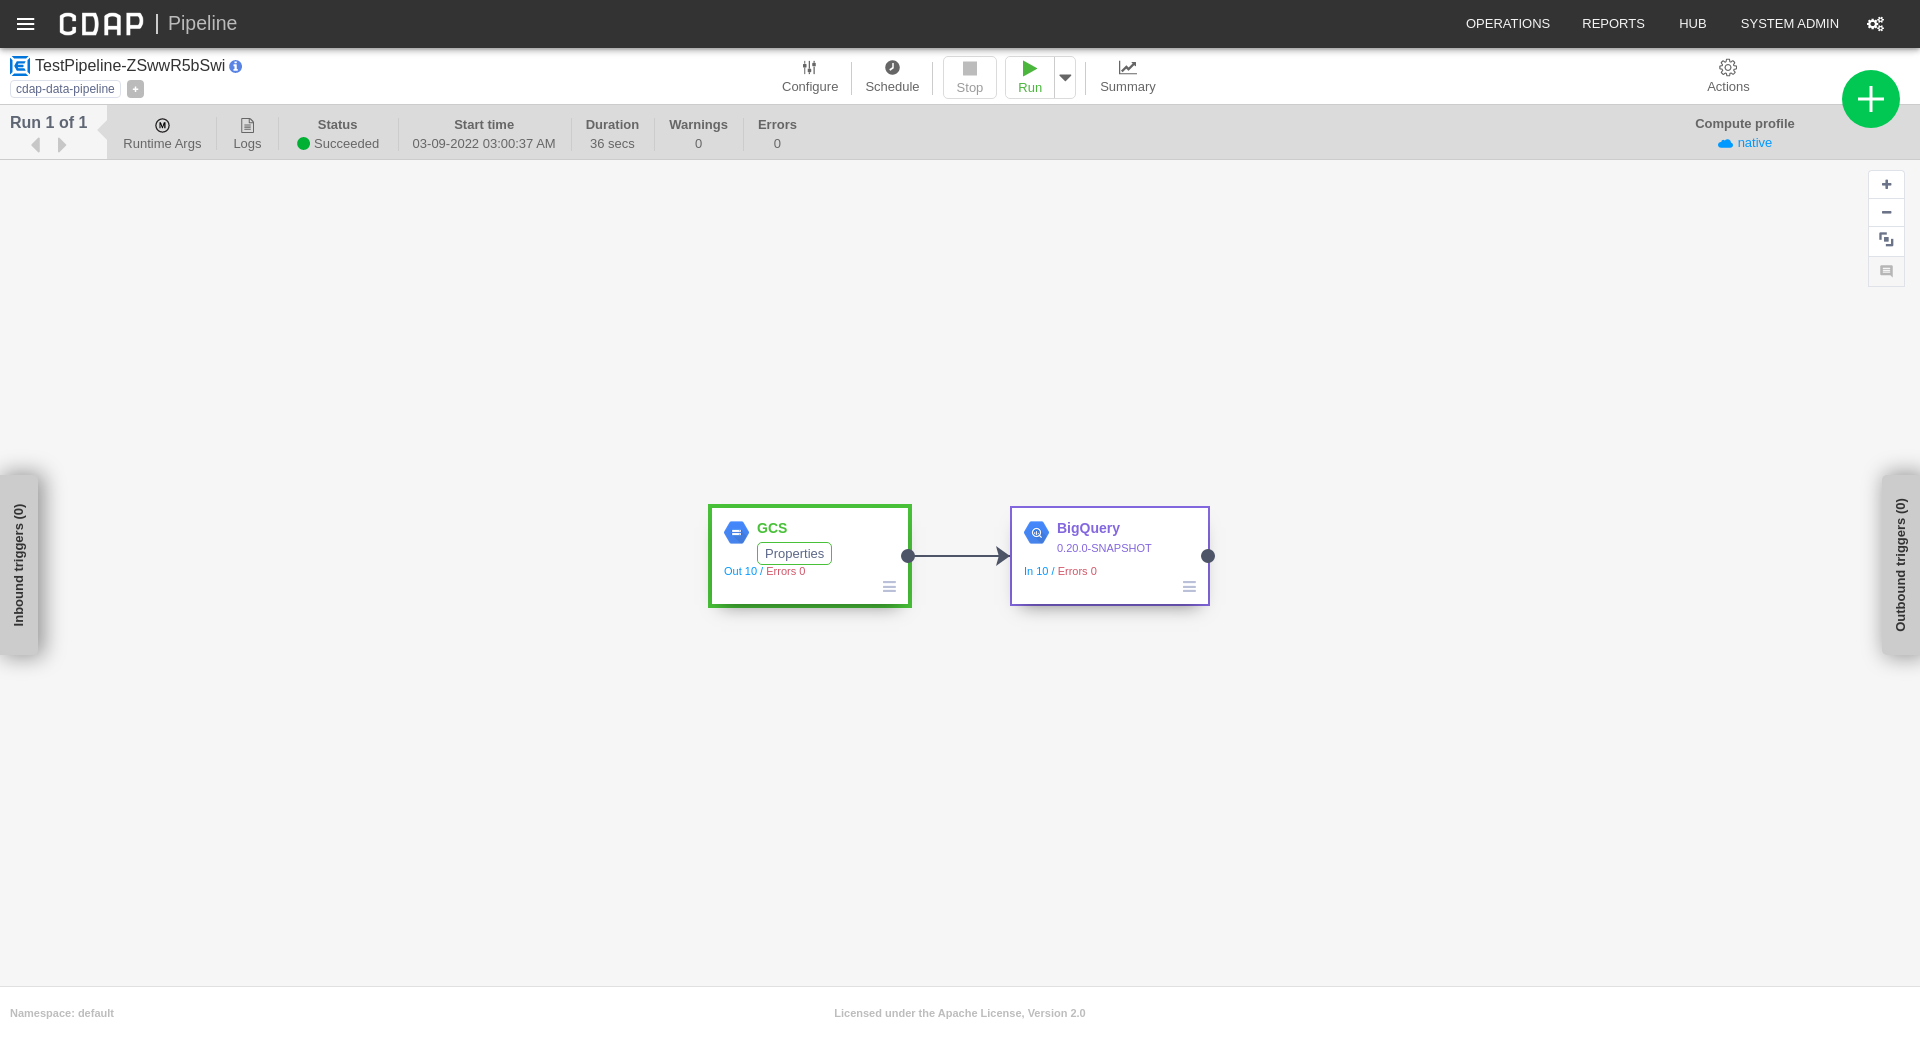 CDAP | Pipeline
OPERATIONS
REPORTS
HUB
SYSTEM ADMIN
TestPipeline-ZSwwR5bSwi
cdap-data-pipeline
+
Configure
Schedule
Stop
Run
Summary
Actions
Run 1 of 1
Runtime Args
Logs
Status
Succeeded
Start time
03-09-2022 03:00:37 AM
Duration
36 secs
Warnings
0
Errors
0
Compute profile
native
Inbound triggers (0)
GCS
Properties
Out 10 / Errors 0
BigQuery
0.20.0-SNAPSHOT
In 10 / Errors 0
Outbound triggers (0)
Namespace: default
Licensed under the Apache License, Version 2.0